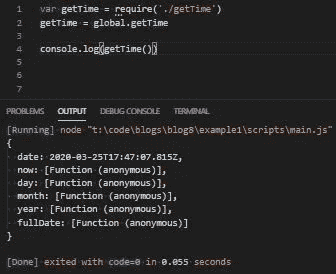 1 var getTime = require('./getTime')
2 getTime = global.getTime
3
4 console.log(getTime())
5
6
7
PROBLEMS OUTPUT DEBUG CONSOLE TERMINAL
[Running] node "t:\code\blogs\blog8\example1\scripts\main.js"
{
date: 2020-03-25T17:47:07.815Z,
now: [Function (anonymous)],
day: [Function (anonymous)],
month: [Function (anonymous)],
year: [Function (anonymous)],
fullDate: [Function (anonymous)]
}
[Done] exited with code=0 in 0.055 seconds